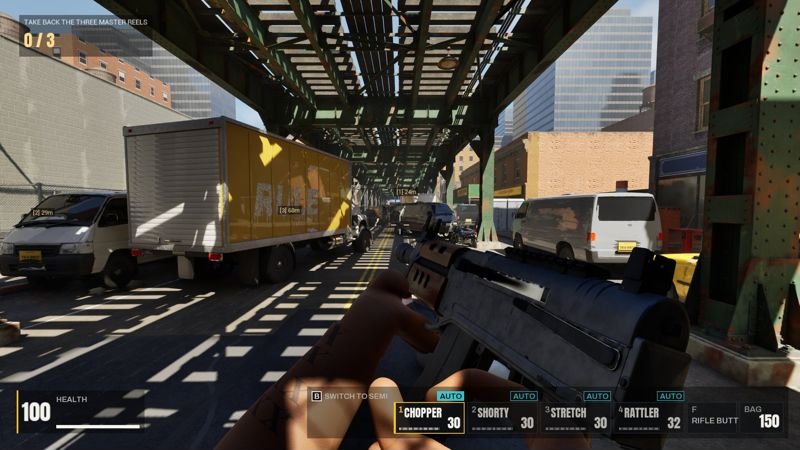 TAKE BACK THE THREE MASTER REELS
0 / 3
[1] 24m
[2] 29m
[3] 68m
RISE
100
HEALTH
B SWITCH TO SEMI
AUTO
AUTO
AUTO
AUTO
1 CHOPPER 30
2 SHORTY 30
3 STRETCH 30
4 RATTLER 32
F
RIFLE BUTT
BAG
150